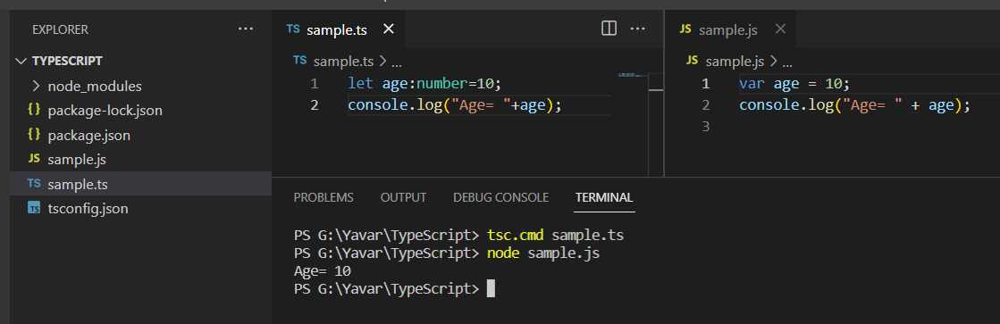 EXPLORER ...
TYPESCRIPT
node_modules
{} package-lock.json
{} package.json
JS sample.js
TS sample.ts
TS tsconfig.json
TS sample.ts ...
TS sample.ts > ...
1 let age:number=10;
2 console.log("Age= "+age);
JS sample.js
JS sample.js > ...
1 var age = 10;
2 console.log("Age= " + age);
3
PROBLEMS OUTPUT DEBUG CONSOLE TERMINAL
PS G:\Yavar\TypeScript> tsc.cmd sample.ts
PS G:\Yavar\TypeScript> node sample.js
Age= 10
PS G:\Yavar\TypeScript>